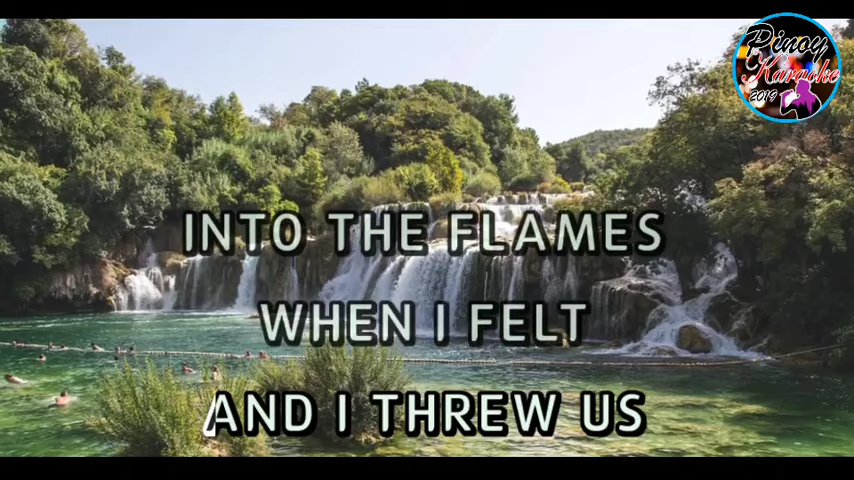 Pinoy
Karaoke
2019
INTO THE FLAMES
WHEN I FELT.
AND I THREW US